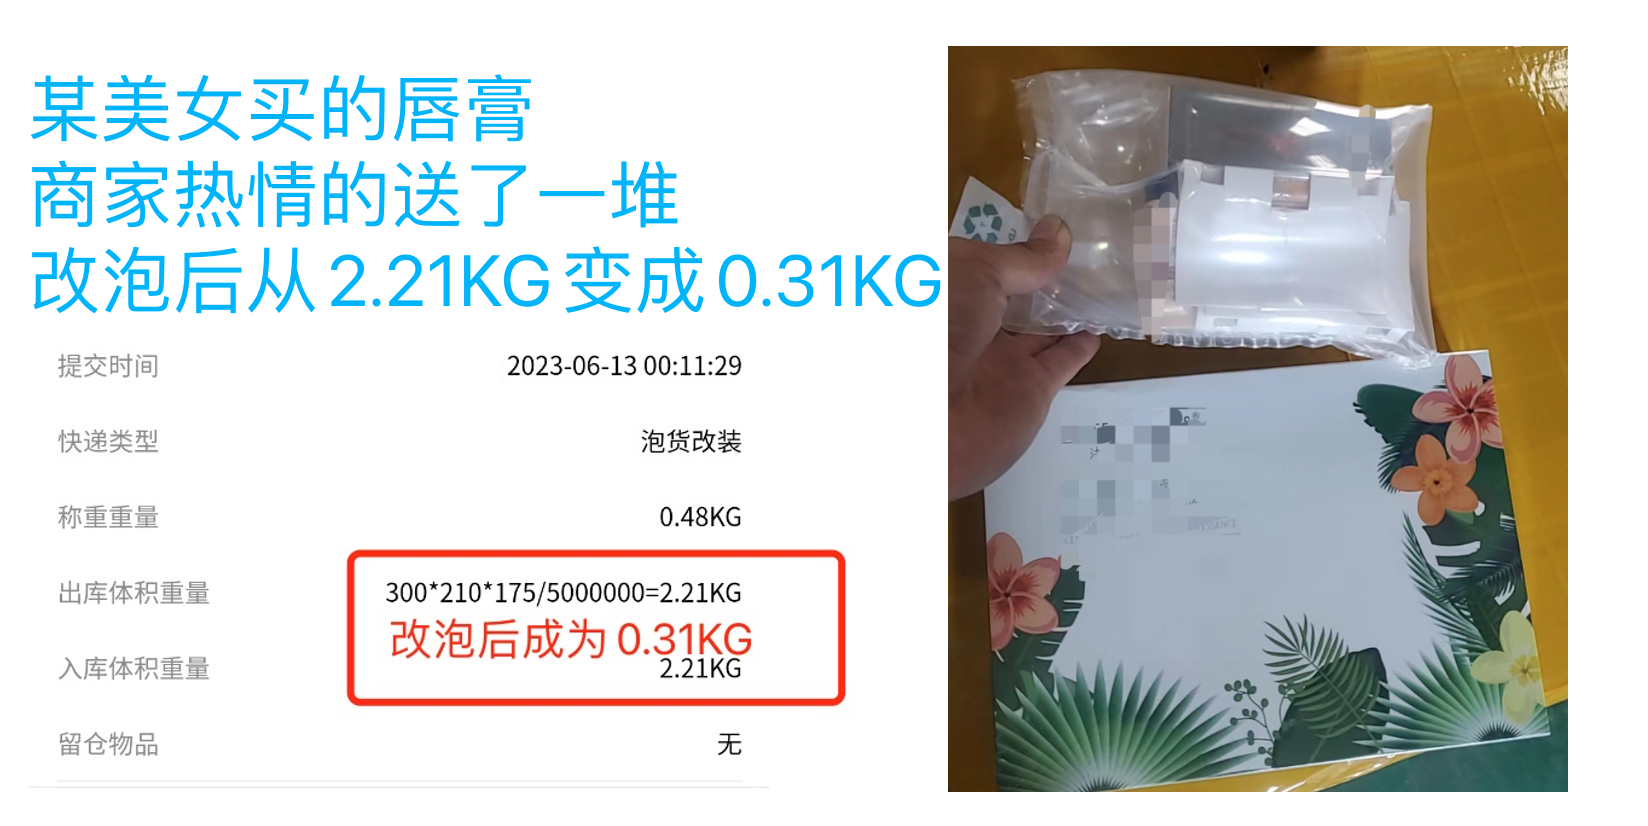 某美女买的唇膏
商家热情的送了一堆
改泡后从2.21KG变成0.31KG
提交时间 2023-06-13 00:11:29
快递类型 泡货改装
称重重量 0.48KG
出库体积重量 300*210*175/5000000=2.21KG
改泡后成为0.31KG
入库体积重量 2.21KG
留仓物品 无